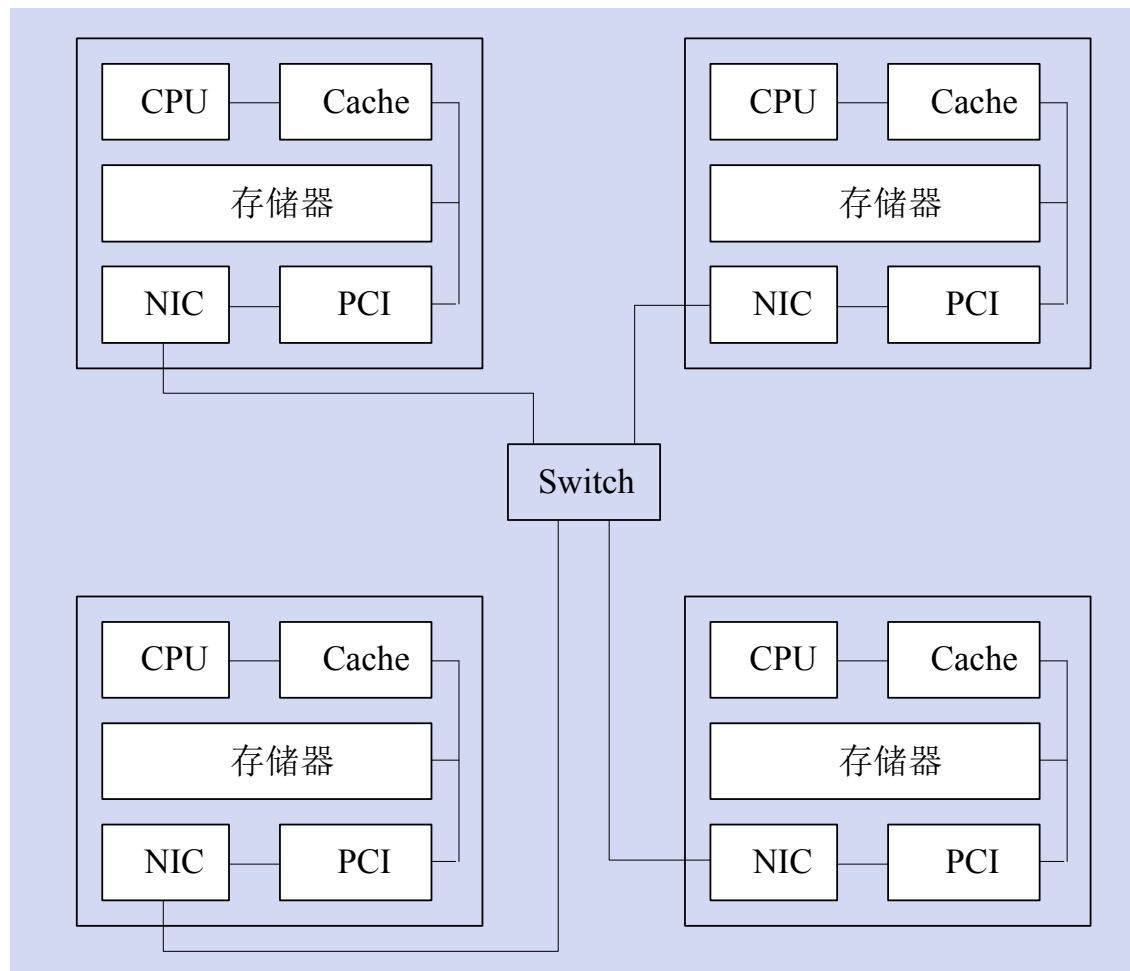 CPU Cache
存储器
NIC PCI
CPU Cache
存储器
NIC PCI
Switch
CPU Cache
存储器
NIC PCI
CPU Cache
存储器
NIC PCI